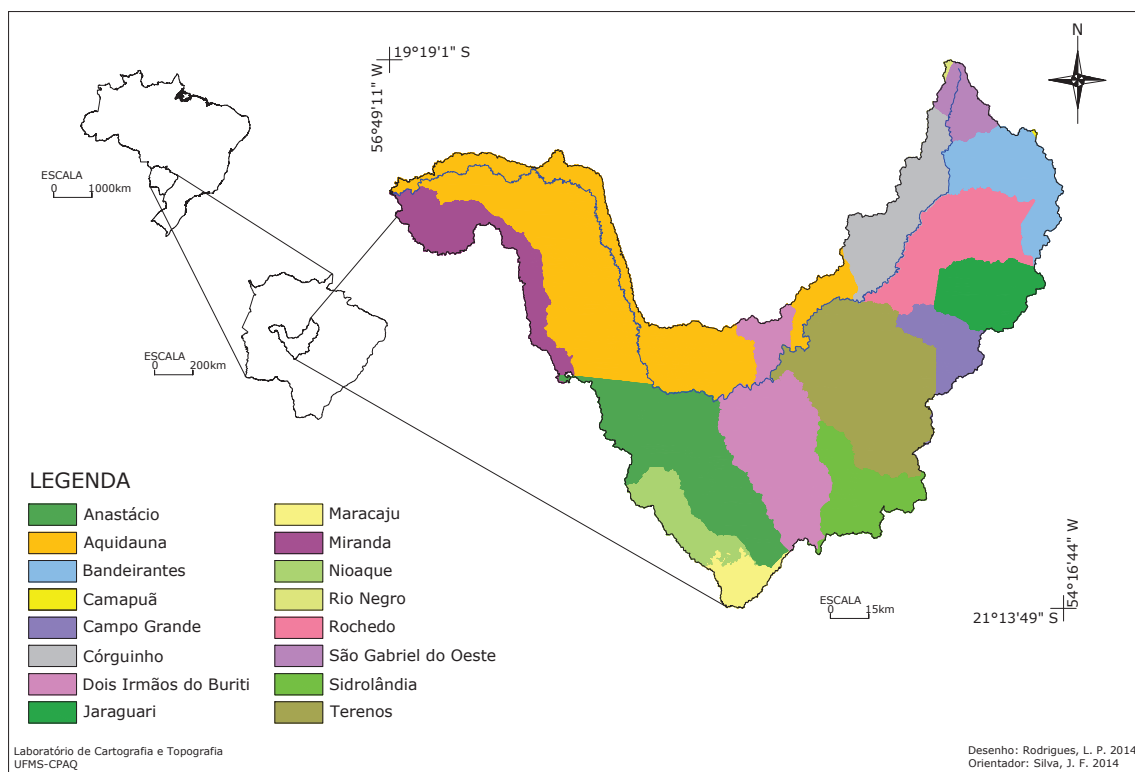 19°19'1" S
56°49'11" W
N
ESCALA
0 1000km
ESCALA
0 200km
LEGENDA
Anastácio
Aquidauna
Bandeirantes
Camapuã
Campo Grande
Córguinho
Dois Irmãos do Buriti
Jaraguari
Maracaju
Miranda
Nioaque
Rio Negro
Rochedo
São Gabriel do Oeste
Sidrolândia
Terenos
ESCALA
0 15km
54°16'44" W
21°13'49" S
Laboratório de Cartografia e Topografia
UFMS-CPAQ
Desenho: Rodrigues, L. P. 2014
Orientador: Silva, J. F. 2014